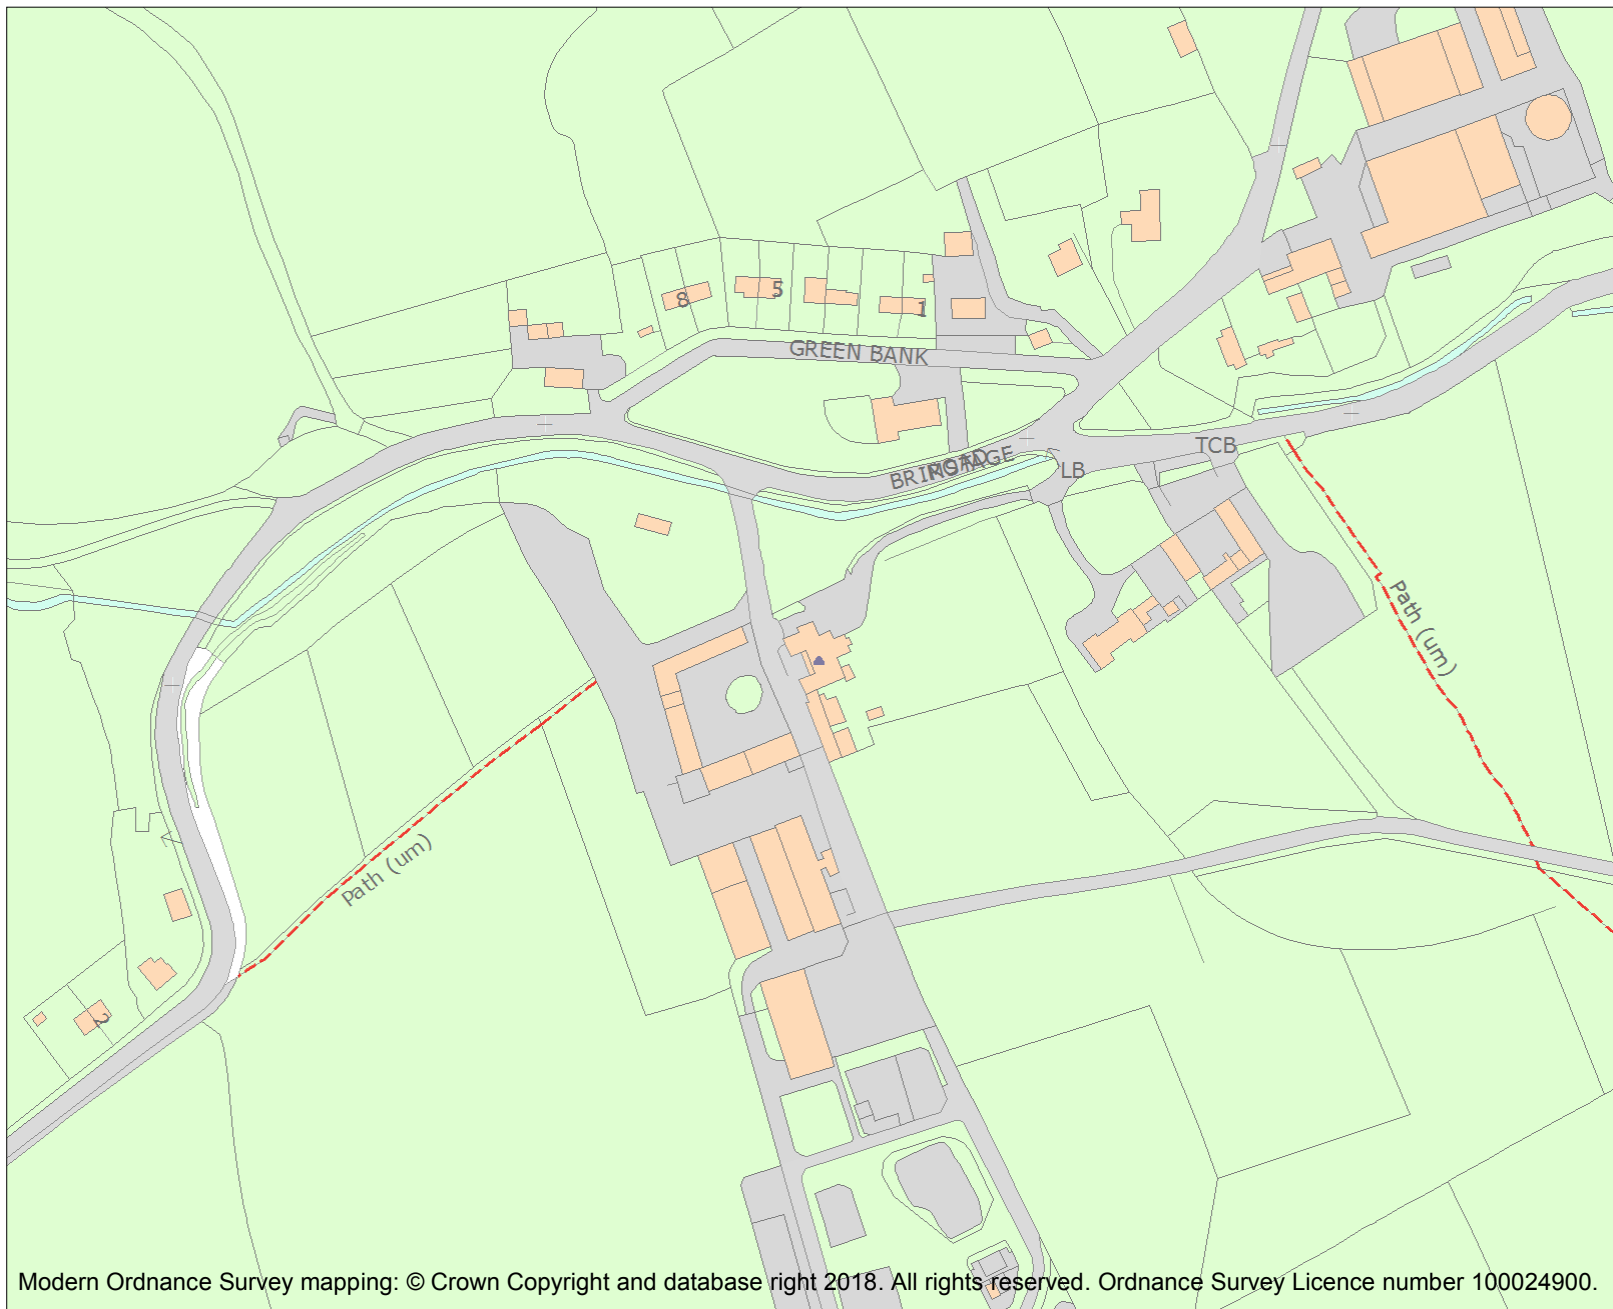 8
5
1
GREEN BANK
BRIMSTAGE
ROAD
TCB
LB
Path (um)
Path (um)
2
Modern Ordnance Survey mapping: © Crown Copyright and database right 2018. All rights reserved. Ordnance Survey Licence number 100024900.